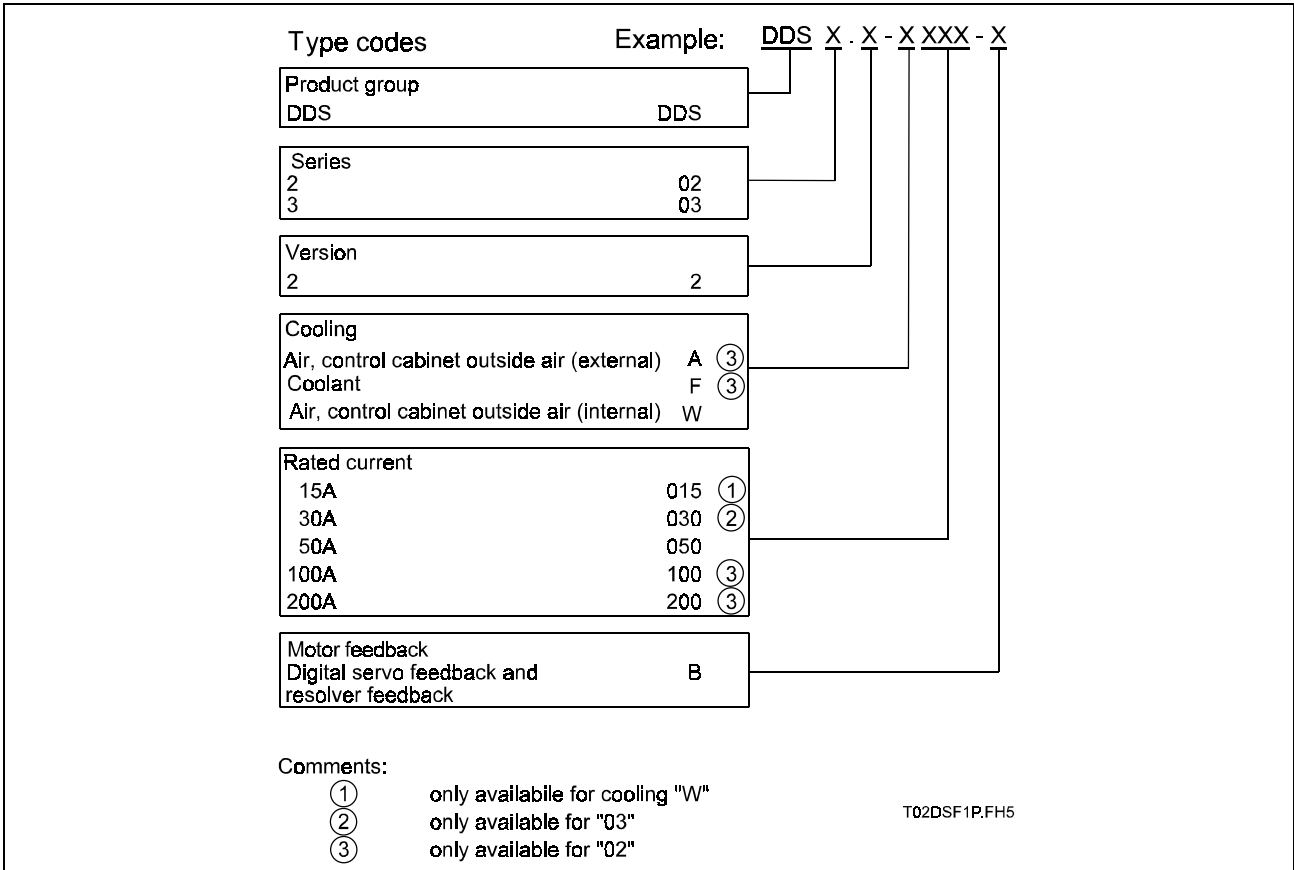 Type codes Example: DDS X . X - X XXX - X
Product group
DDS DDS
Series
2 02
3 03
Version
2 2
Cooling
Air, control cabinet outside air (external) A ③
Coolant F ③
Air, control cabinet outside air (internal) W
Rated current
15A 015 ①
30A 030 ②
50A 050
100A 100 ③
200A 200 ③
Motor feedback
Digital servo feedback and B
resolver feedback
Comments:
① only availabile for cooling "W"
② only available for "03"
③ only available for "02"
T02DSF1P.FH5